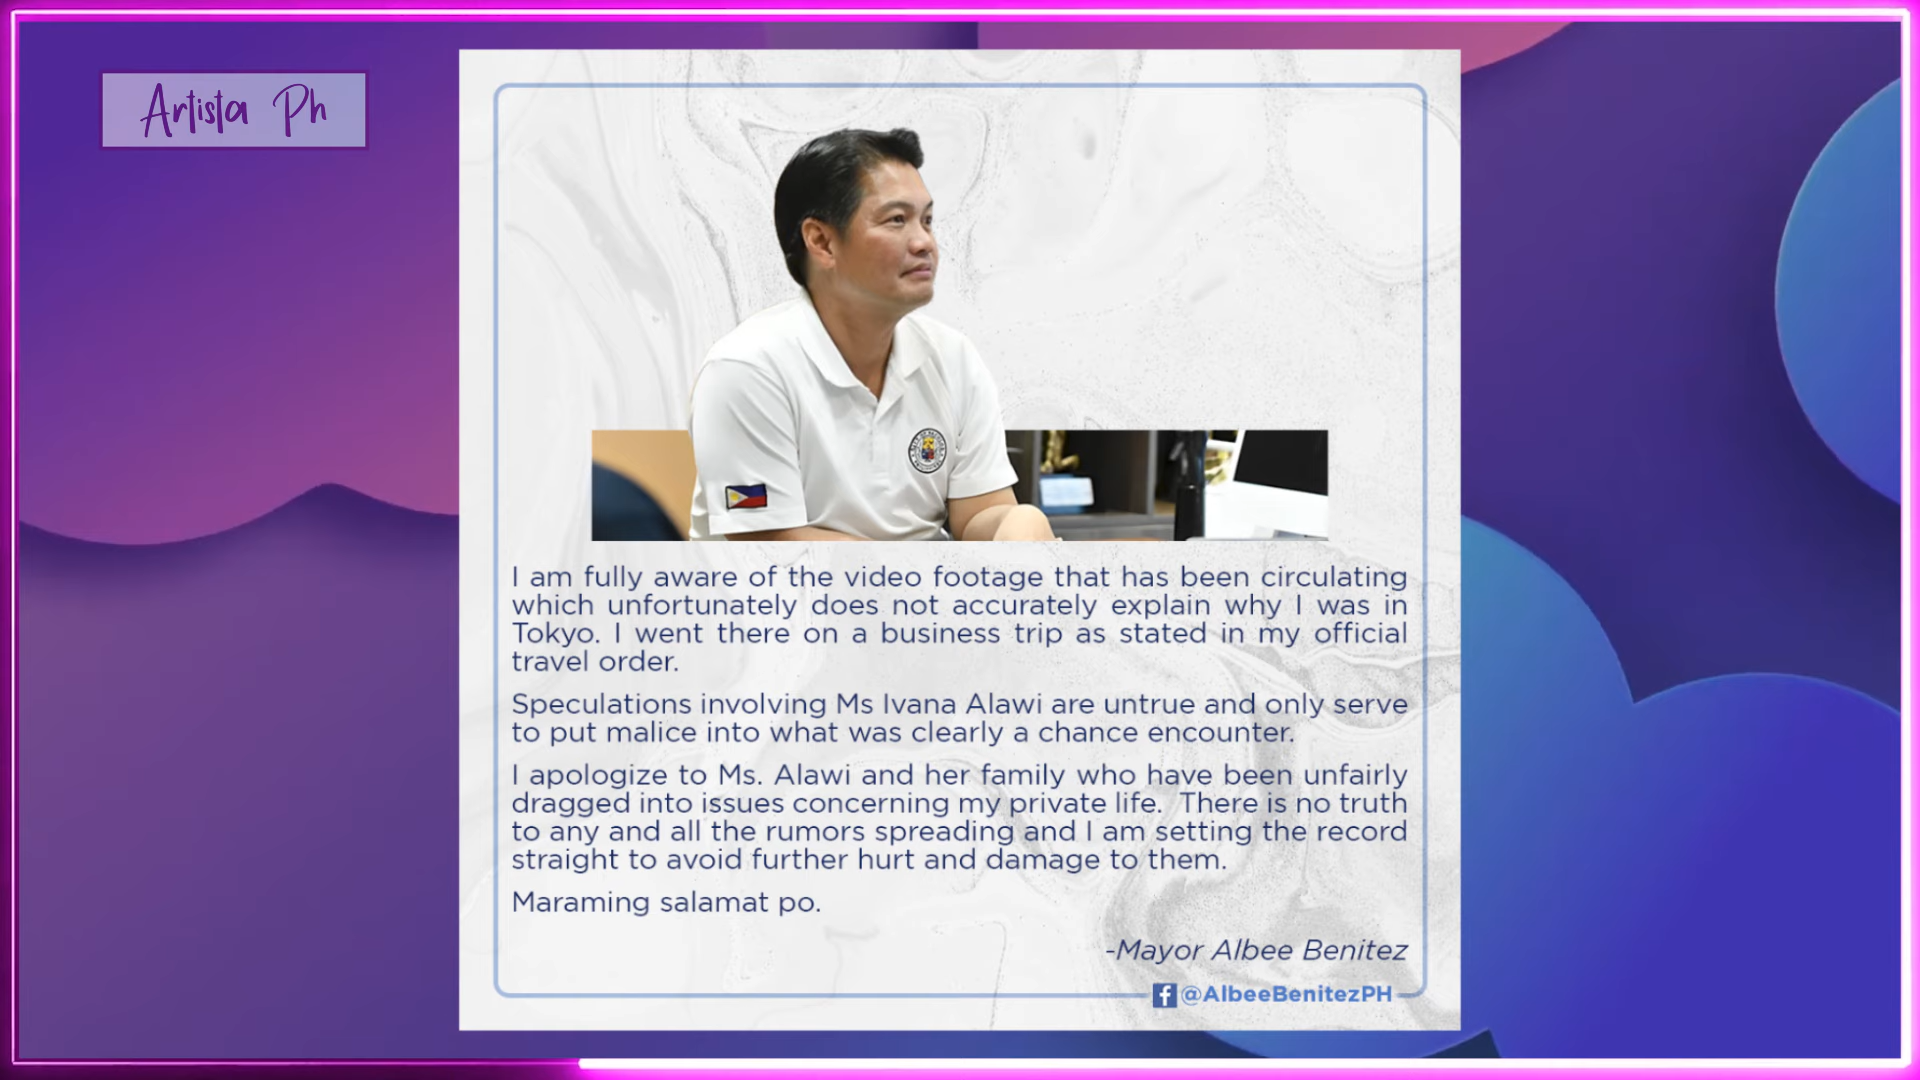 Artista Ph
I am fully aware of the video footage that has been circulating
which unfortunately does not accurately explain why I was in
Tokyo. I went there on a business trip as stated in my official
travel order.
Speculations involving Ms Ivana Alawi are untrue and only serve
to put malice into what was clearly a chance encounter.
I apologize to Ms. Alawi and her family who have been unfairly
dragged into issues concerning my private life. There is no truth
to any and all the rumors spreading and I am setting the record
straight to avoid further hurt and damage to them.
Maraming salamat po.
-Mayor Albee Benitez
@AlbeeBenitezPH